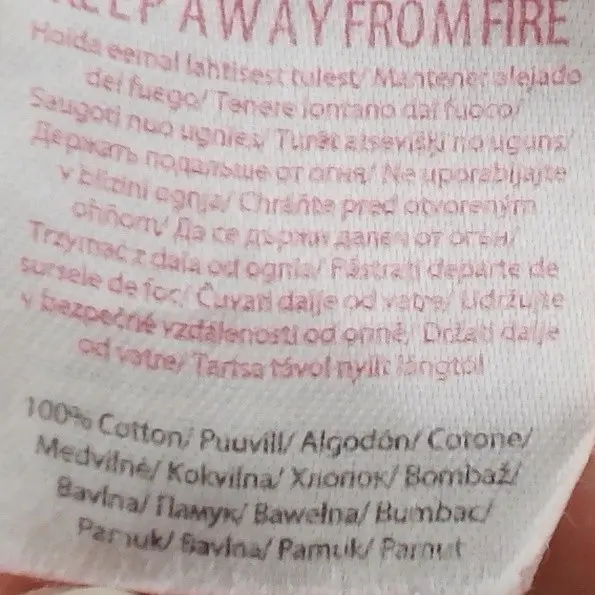 KEEP AWAY FROM FIRE
Hoida eemal lahtisest tulest/ Mantener alejado
del fuego/ Tenere lontano dal fuoco/
Saugoti nuo ugnies/ Turēt atsevišķi no uguns/
Держать подальше от огня/ Ne uporabljajte
v bližini ognja/ Chráňte pred otvoreným
ohňom/ Да се държи далеч от огън/
Trzymać z dala od ognia/ Păstrați departe de
sursele de foc/ Čuvati dalje od vatre/ Udržujte
v bezpečné vzdálenosti od ohně/ Držati dalje
od vatre/ Tartsa távol nyílt lángtól
100% Cotton/ Puuvill/ Algodón/ Cotone/
Medvilnė/ Kokvilna/ Хлопок/ Bombaž/
Bavlna/ Памук/ Bawełna/ Bumbac/
Pamuk/ Bavlna/ Pamuk/ Pamut